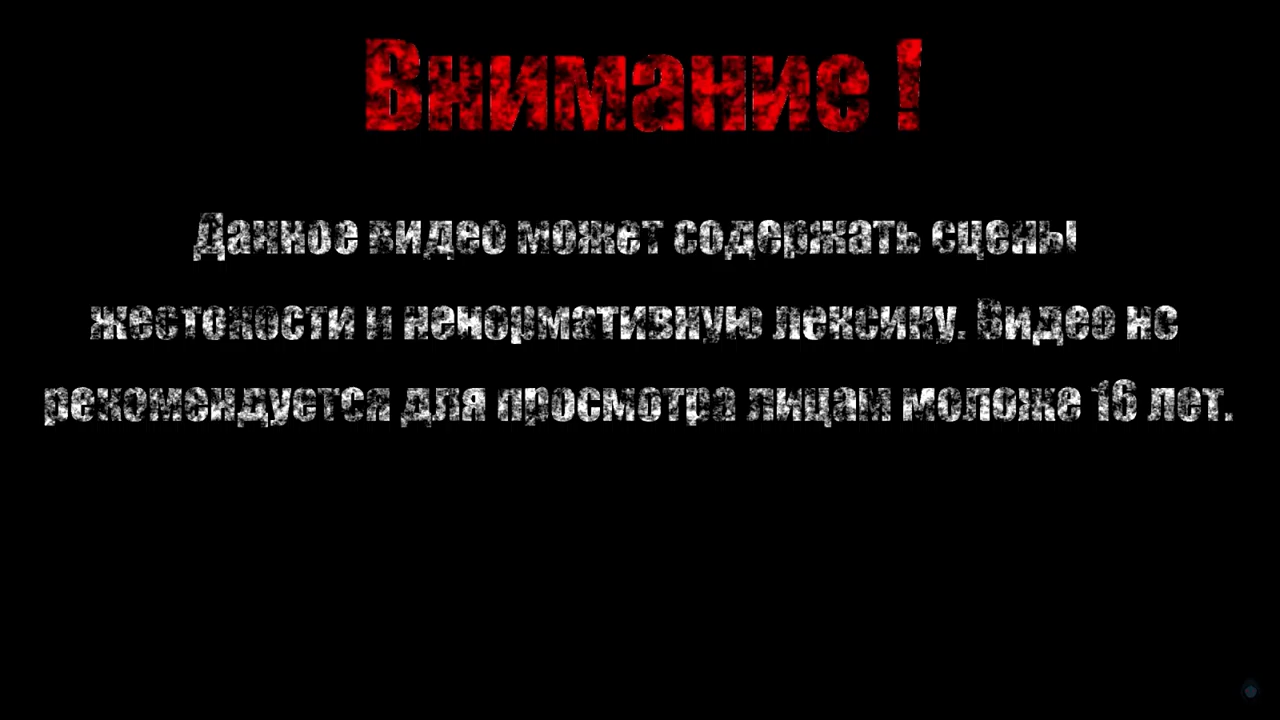 Внимание !
Данное видео может содержать сцены
жестокости и ненормативную лексику. Видео не
рекомендуется для просмотра лицам моложе 16 лет.